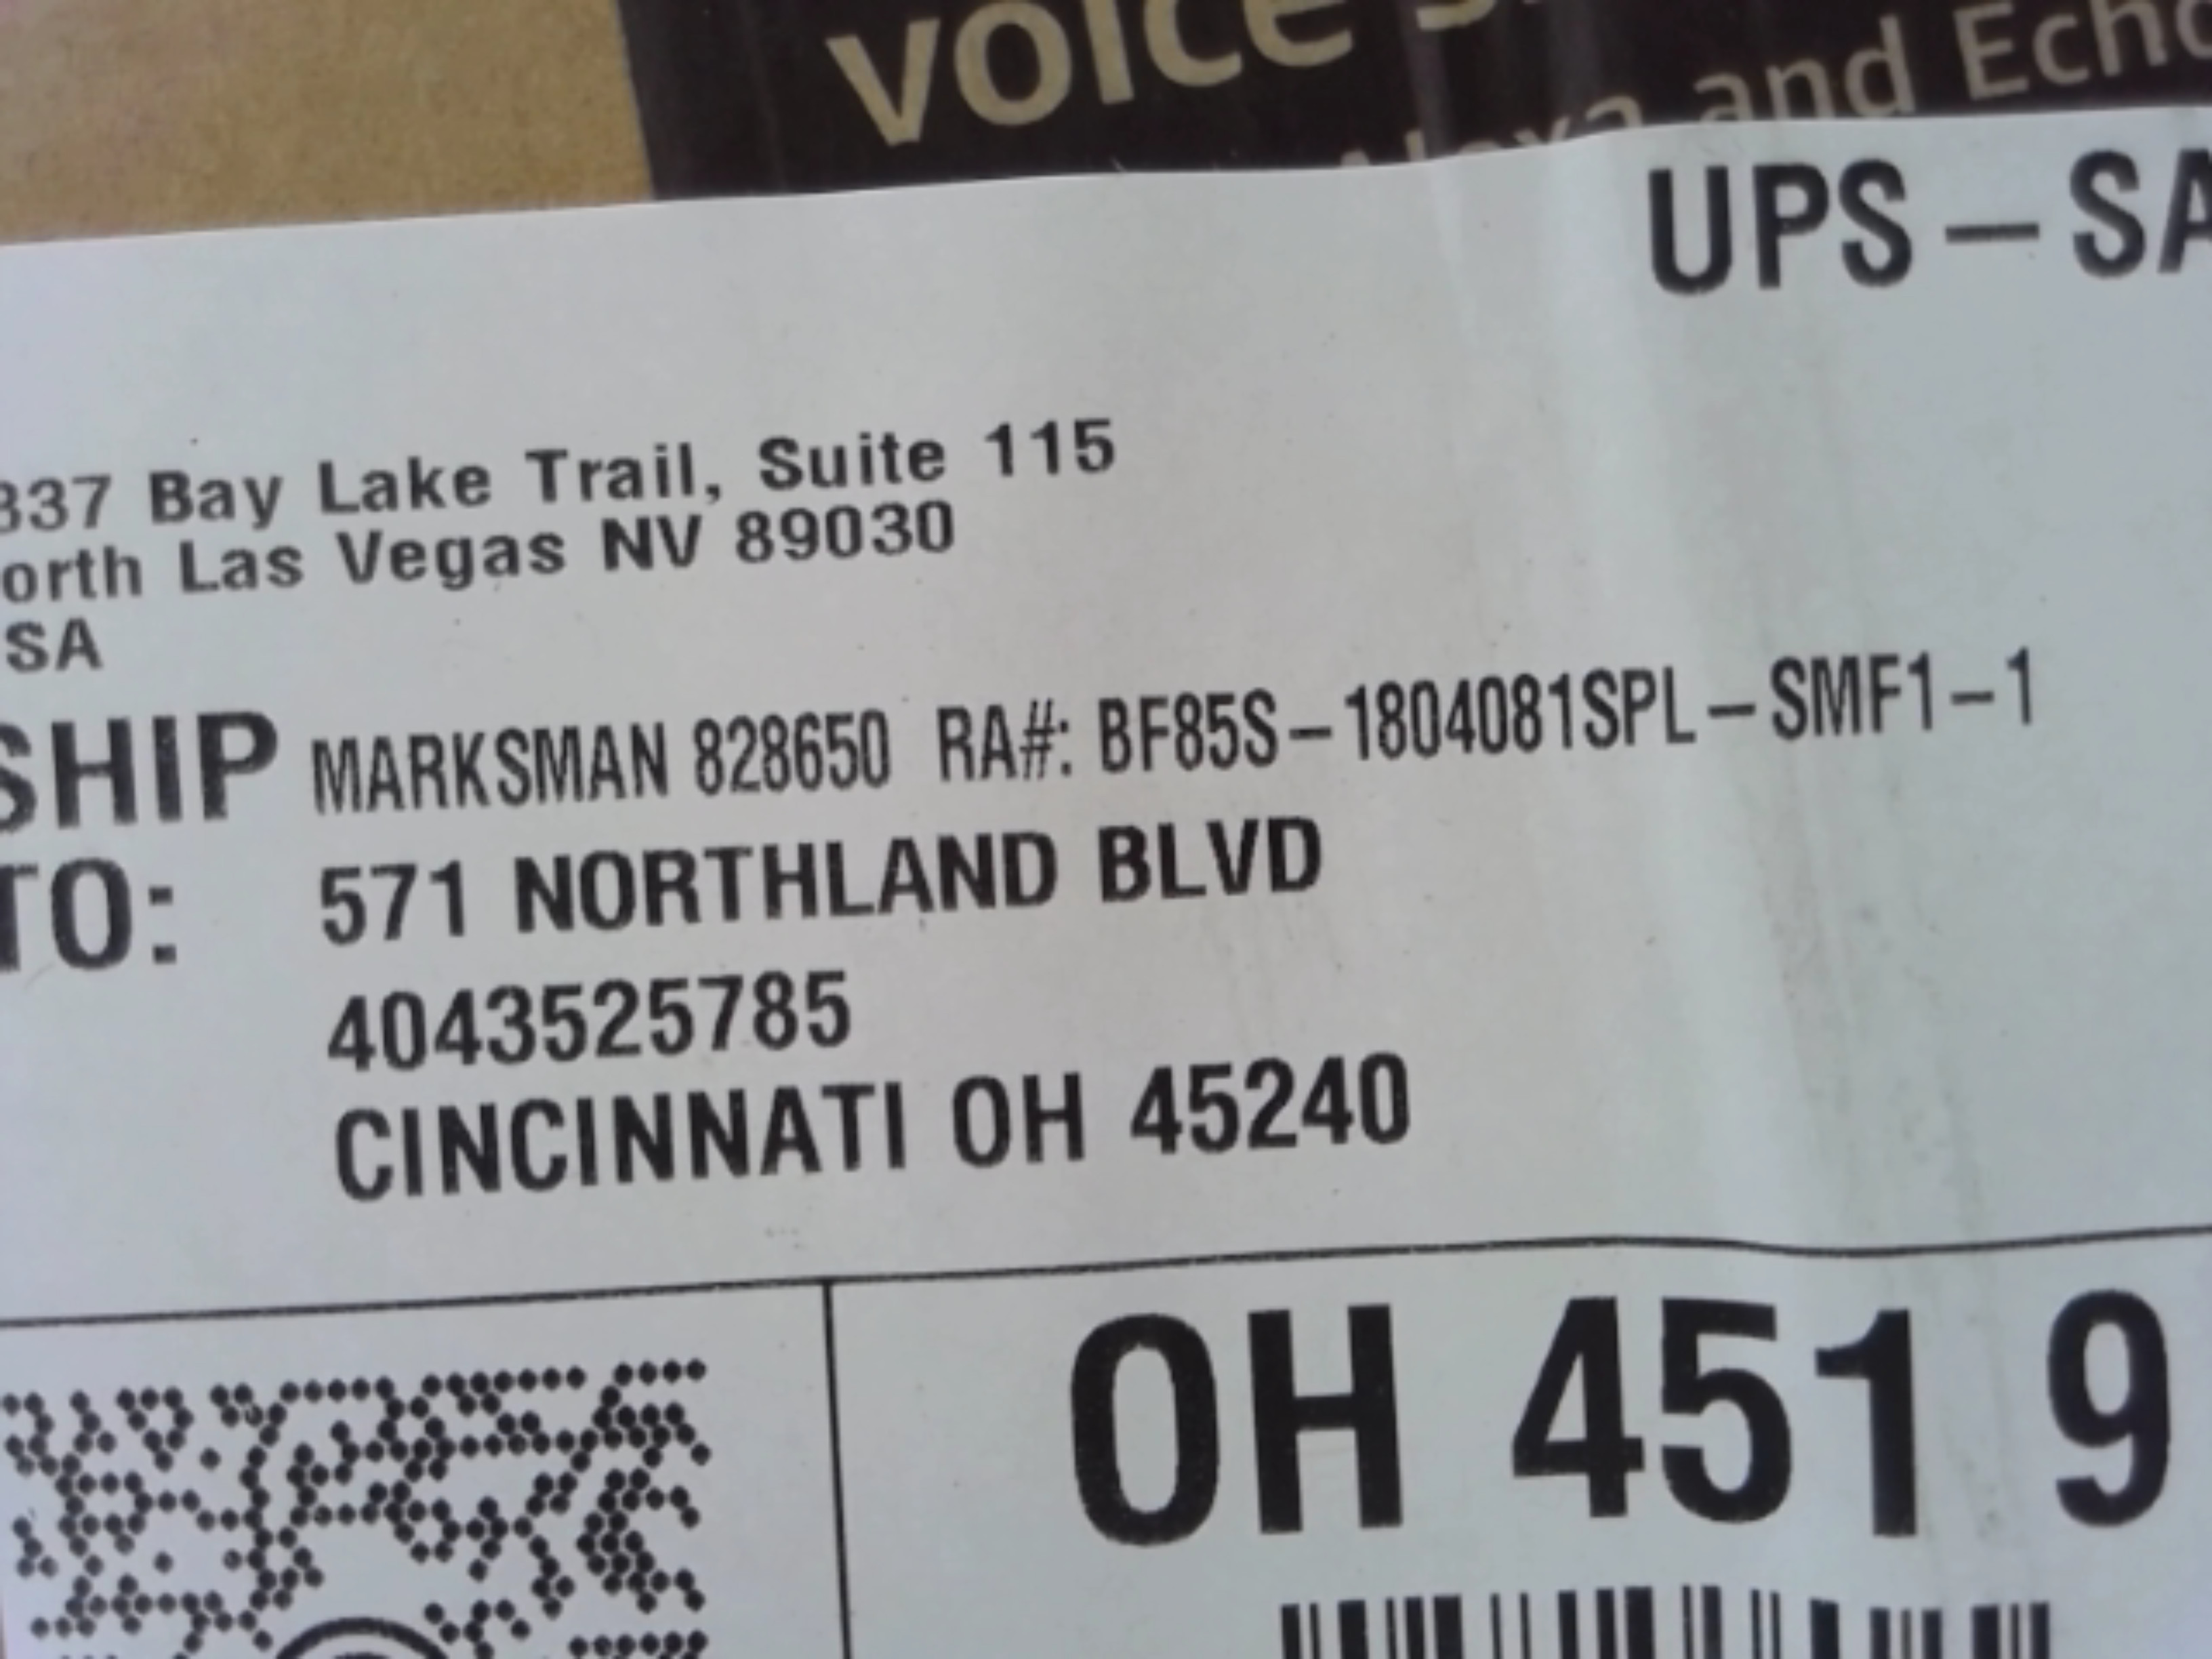 voice
and Echo
UPS – SA
337 Bay Lake Trail, Suite 115
orth Las Vegas NV 89030
SA
SHIP MARKSMAN 828650 RA#: BF85S–1804081SPL–SMF1–1
TO: 571 NORTHLAND BLVD
4043525785
CINCINNATI OH 45240
OH 451 9